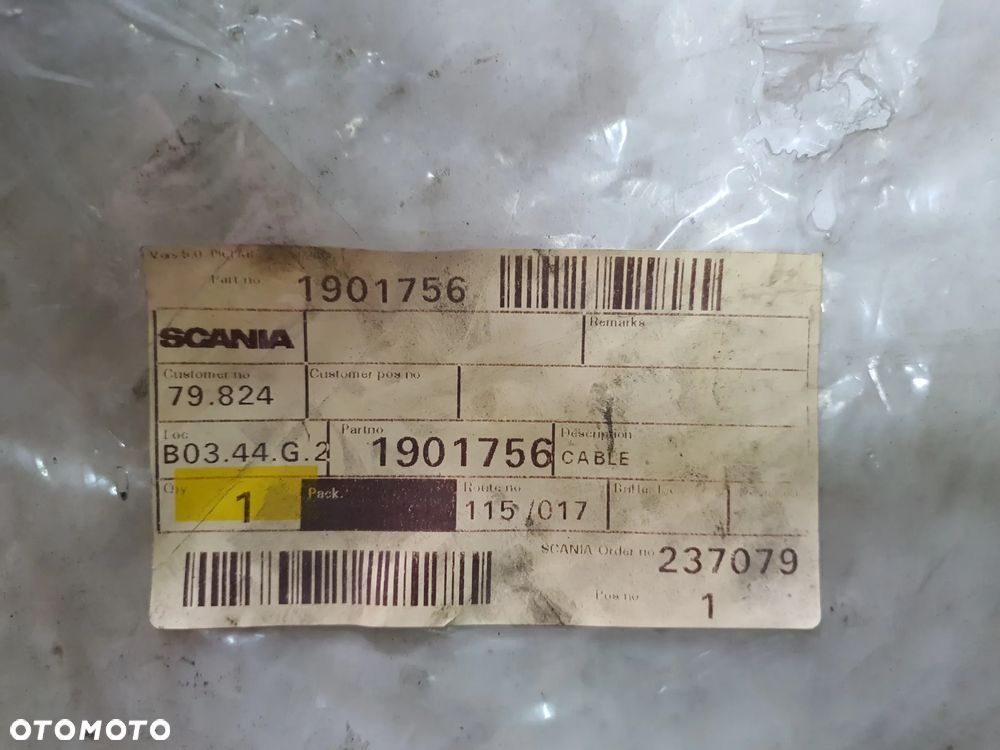 Part no 1901756
SCANIA
Remarks
Customer no
Customer pos no
79.824
Loc
B03.44.G.2
Partno
1901756
Description
CABLE
Qty
1
Pack.
Route no
115/017
SCANIA Order no 237079
Pos no 1
OTOMOTO